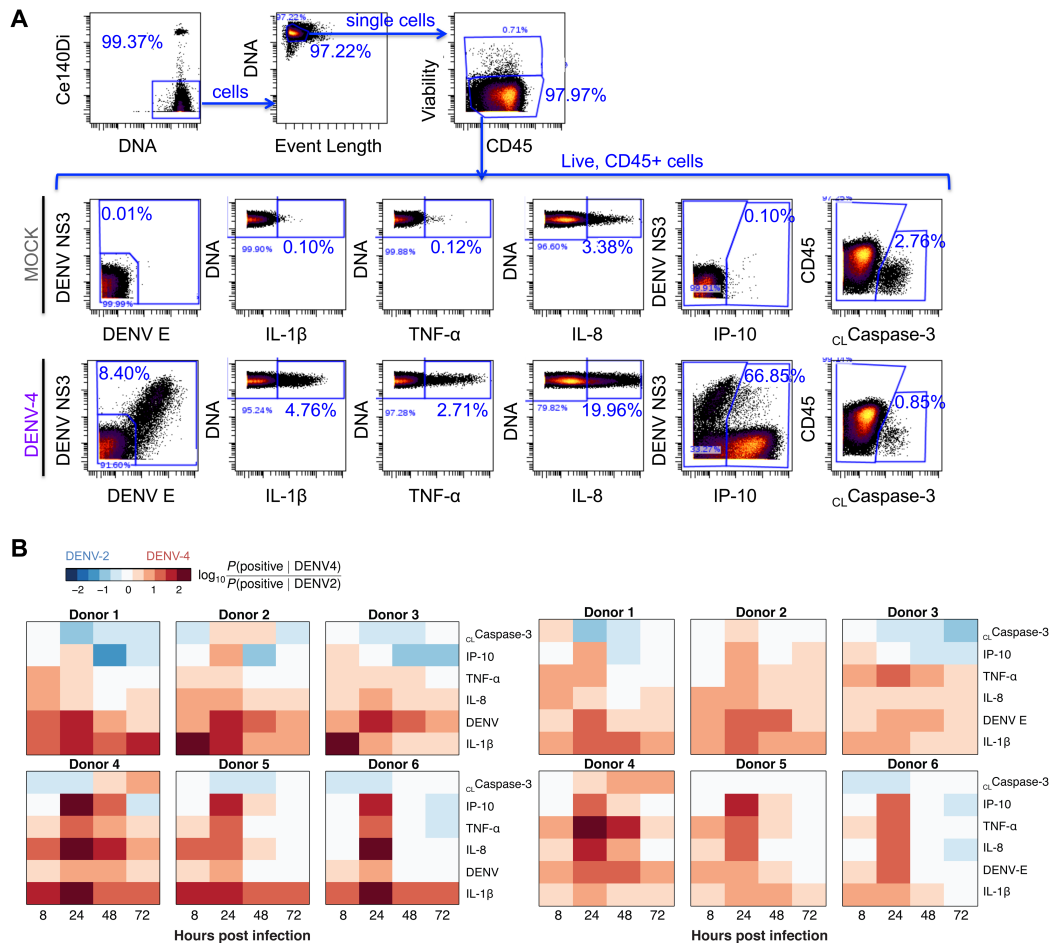 A
99.37%
Ce140Di
DNA
cells
97.22%
DNA
97.22%
Event Length
single cells
0.71%
Viability
97.97%
CD45
Live, CD45+ cells
MOCK
DENV NS3
0.01%
99.99%
DENV E
DNA
99.90%
0.10%
IL-1β
DNA
99.88%
0.12%
TNF-α
DNA
96.60%
3.38%
IL-8
DENV NS3
0.10%
99.91%
IP-10
CD45
2.76%
CLCaspase-3
DENV-4
DENV NS3
8.40%
91.60%
DENV E
DNA
95.24%
4.76%
IL-1β
DNA
97.28%
2.71%
TNF-α
DNA
79.82%
19.96%
IL-8
DENV NS3
66.85%
33.27%
IP-10
CD45
0.85%
CLCaspase-3
B
DENV-2 DENV-4
−2 −1 0 1 2
log10 P(positive | DENV4)
P(positive | DENV2)
Donor 1 Donor 2 Donor 3
CLCaspase-3
IP-10
TNF-α
IL-8
DENV
IL-1β
Donor 4 Donor 5 Donor 6
CLCaspase-3
IP-10
TNF-α
IL-8
DENV
IL-1β
8 24 48 72 8 24 48 72 8 24 48 72
Hours post infection
Donor 1 Donor 2 Donor 3
CLCaspase-3
IP-10
TNF-α
IL-8
DENV E
IL-1β
Donor 4 Donor 5 Donor 6
CLCaspase-3
IP-10
TNF-α
IL-8
DENV-E
IL-1β
8 24 48 72 8 24 48 72 8 24 48 72
Hours post infection